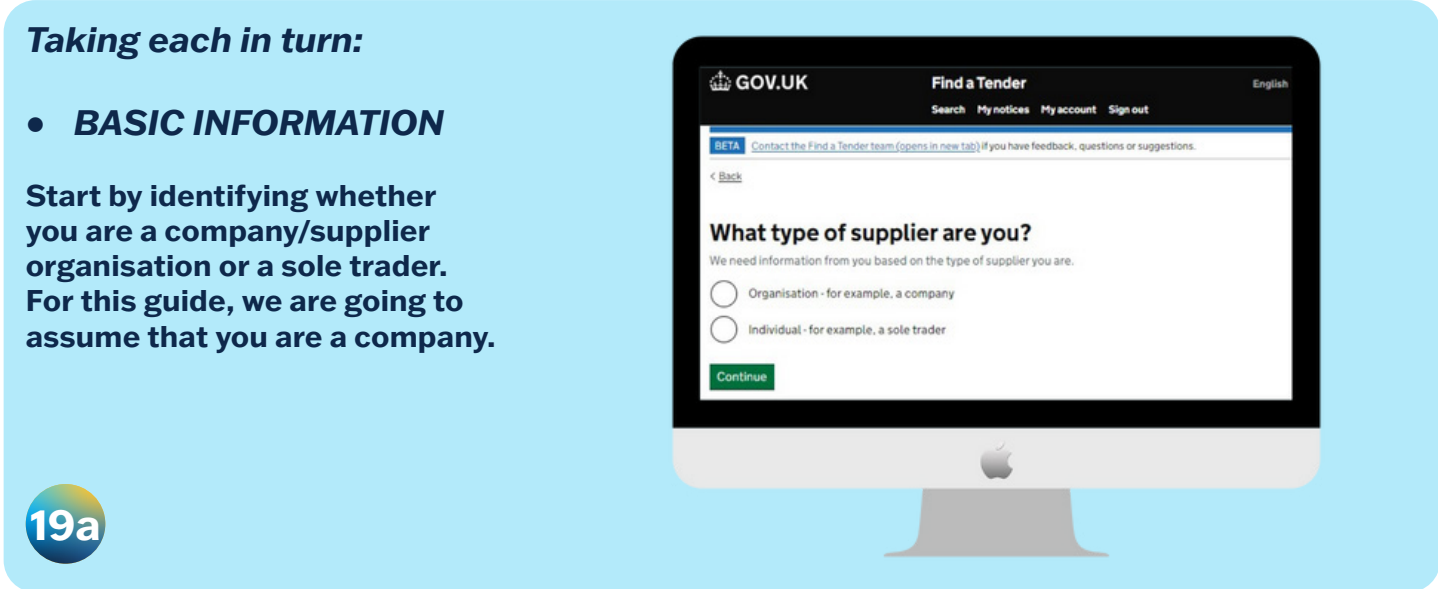 Taking each in turn:
● BASIC INFORMATION
Start by identifying whether
you are a company/supplier
organisation or a sole trader.
For this guide, we are going to
assume that you are a company.
19a
GOV.UK
Find a Tender
English
Search My notices My account Sign out
BETA Contact the Find a Tender team (opens in new tab) if you have feedback, questions or suggestions.
< Back
What type of supplier are you?
We need information from you based on the type of supplier you are.
Organisation - for example, a company
Individual - for example, a sole trader
Continue